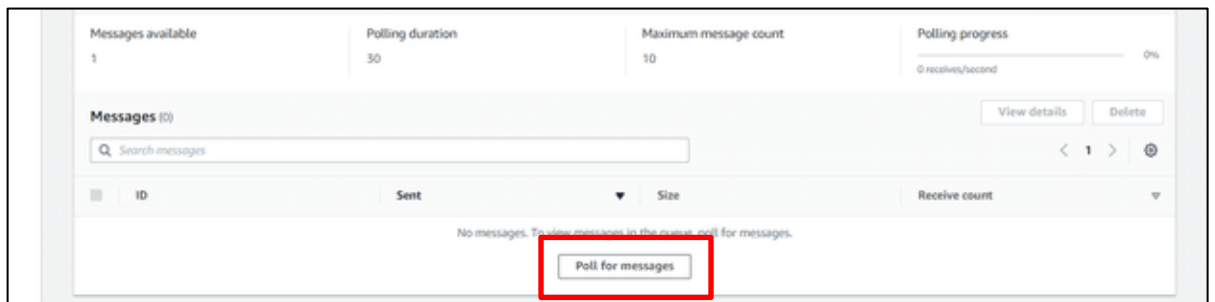 Messages available Polling duration Maximum message count Polling progress
1 30 10 0%
0 receives/second
Messages (0) View details Delete
Search messages 1
ID Sent Size Receive count
No messages. To view messages in the queue, poll for messages.
Poll for messages